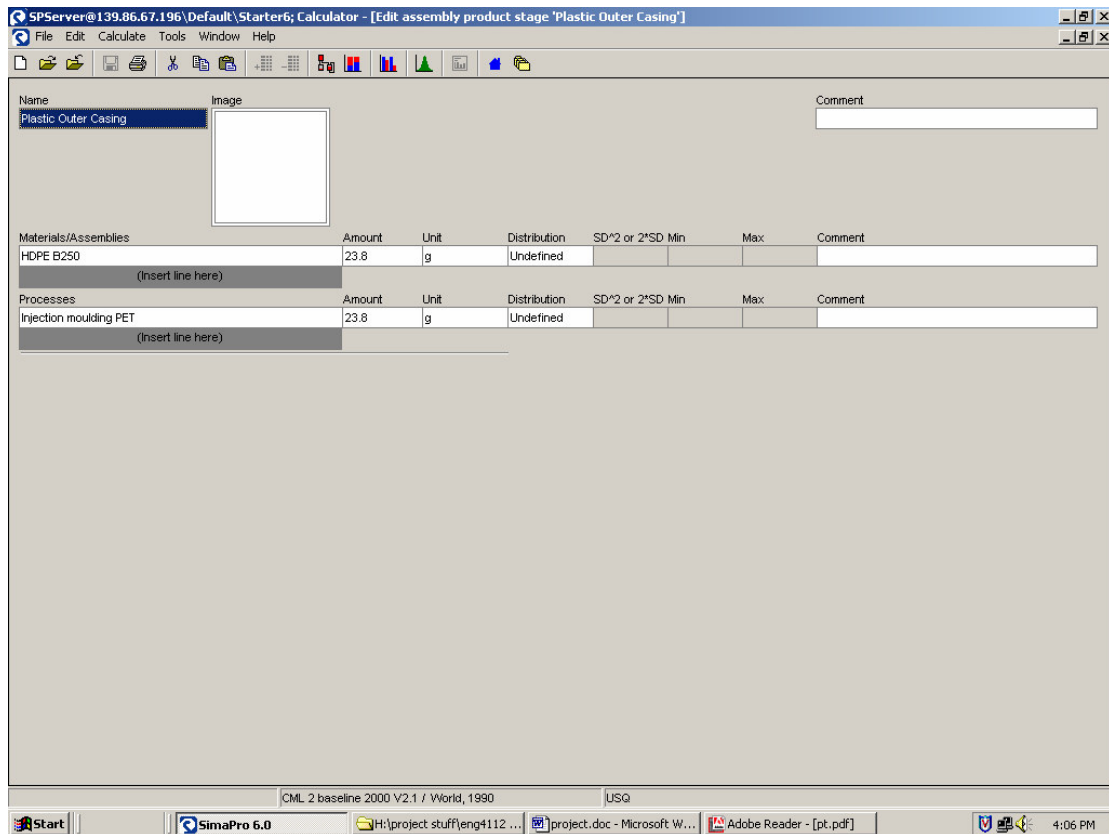 SPServer@139.86.67.196\Default\Starter6; Calculator - [Edit assembly product stage 'Plastic Outer Casing']
File Edit Calculate Tools Window Help
Name Image Comment
Plastic Outer Casing
Materials/Assemblies Amount Unit Distribution SD^2 or 2*SD Min Max Comment
HDPE B250 23.8 g Undefined
(Insert line here)
Processes Amount Unit Distribution SD^2 or 2*SD Min Max Comment
Injection moulding PET 23.8 g Undefined
(Insert line here)
CML 2 baseline 2000 V2.1 / World, 1990 USQ
Start SimaPro 6.0 H:\project stuff\eng4112 ... project.doc - Microsoft W... Adobe Reader - [pt.pdf] 4:06 PM